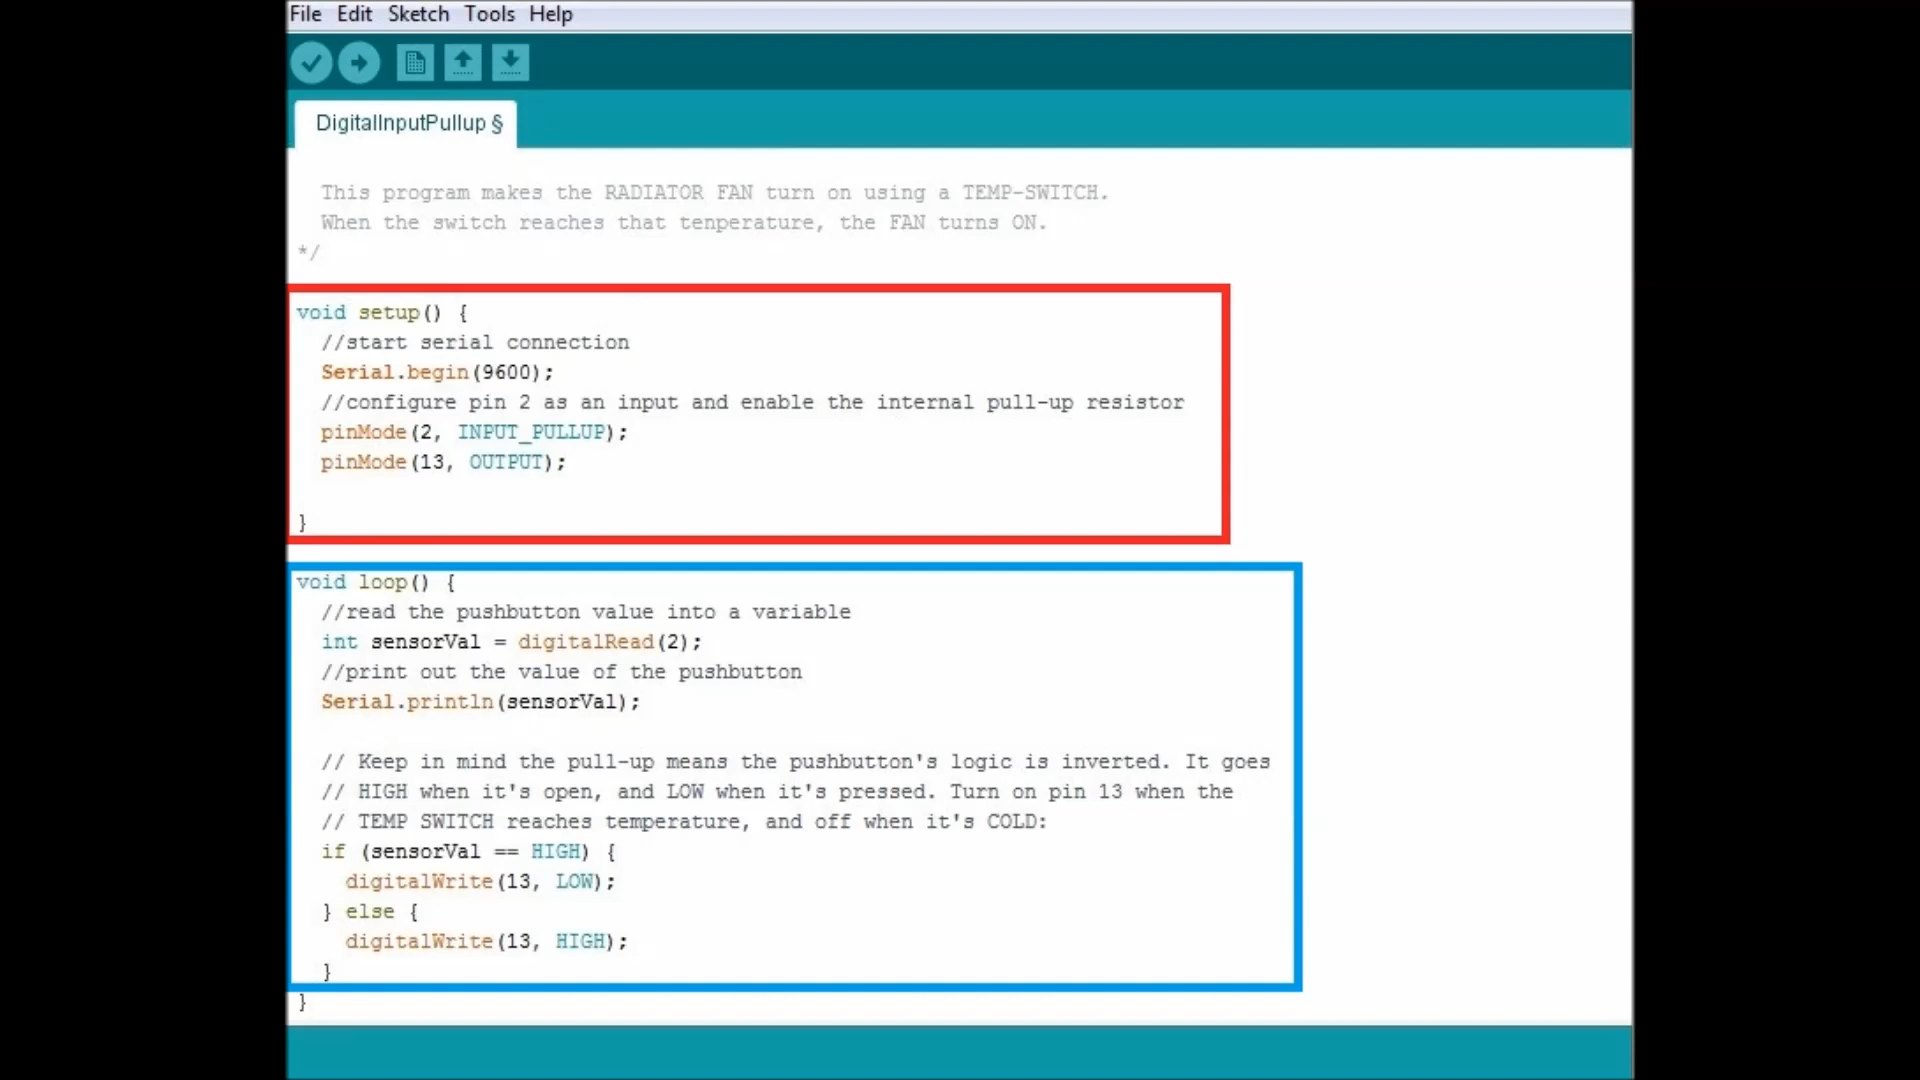 File Edit Sketch Tools Help
DigitalInputPullup §
This program makes the RADIATOR FAN turn on using a TEMP-SWITCH.
When the switch reaches that tenperature, the FAN turns ON.
*/
void setup() {
//start serial connection
Serial.begin(9600);
//configure pin 2 as an input and enable the internal pull-up resistor
pinMode(2, INPUT_PULLUP);
pinMode(13, OUTPUT);
}
void loop() {
//read the pushbutton value into a variable
int sensorVal = digitalRead(2);
//print out the value of the pushbutton
Serial.println(sensorVal);
// Keep in mind the pull-up means the pushbutton's logic is inverted. It goes
// HIGH when it's open, and LOW when it's pressed. Turn on pin 13 when the
// TEMP SWITCH reaches temperature, and off when it's COLD:
if (sensorVal == HIGH) {
digitalWrite(13, LOW);
} else {
digitalWrite(13, HIGH);
}
}